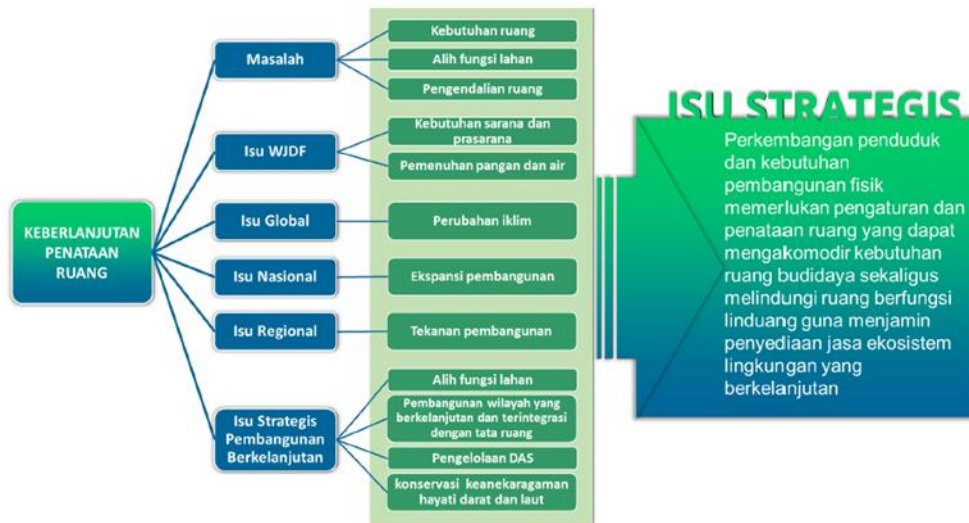 KEBERLANJUTAN
PENATAAN
RUANG
Masalah
Kebutuhan ruang
Alih fungsi lahan
Pengendalian ruang
Isu WJDF
Kebutuhan sarana dan
prasarana
Pemenuhan pangan dan air
Isu Global
Perubahan iklim
Isu Nasional
Ekspansi pembangunan
Isu Regional
Tekanan pembangunan
Isu Strategis
Pembangunan
Berkelanjutan
Alih fungsi lahan
Pembangunan wilayah yang
berkelanjutan dan terintegrasi
dengan tata ruang
Pengelolaan DAS
konservasi keanekaragaman
hayati darat dan laut
ISU STRATEGIS
Perkembangan penduduk
dan kebutuhan
pembangunan fisik
memerlukan pengaturan dan
penataan ruang yang dapat
mengakomodir kebutuhan
ruang budidaya sekaligus
melindungi ruang berfungsi
linduang guna menjamin
penyediaan jasa ekosistem
lingkungan yang
berkelanjutan